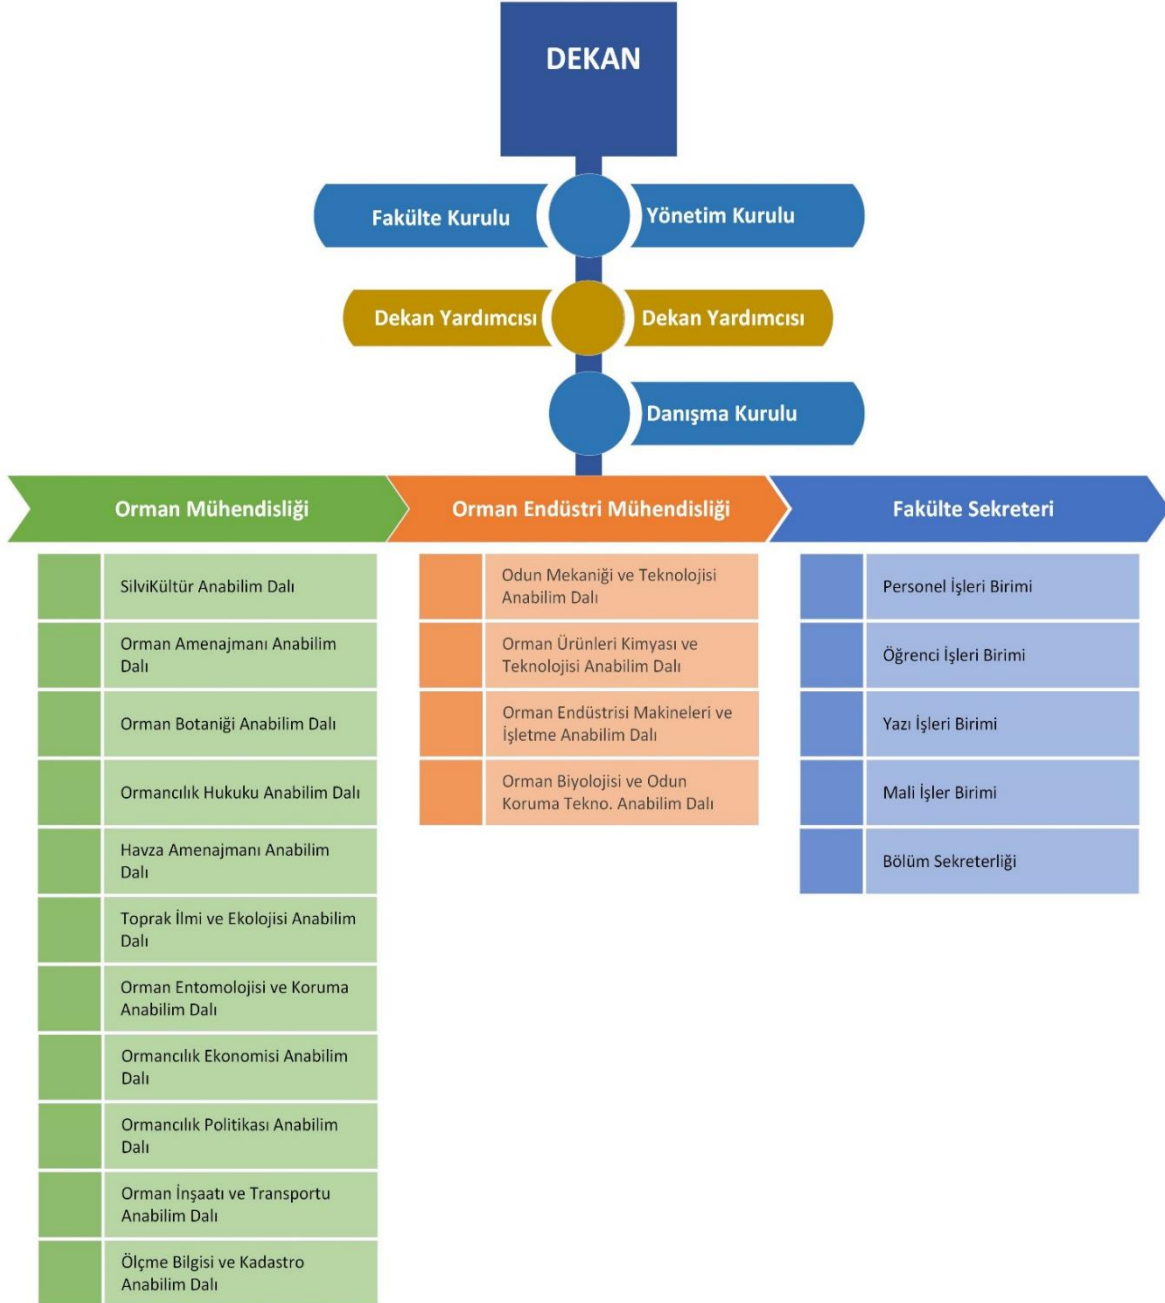 DEKAN
Fakülte Kurulu
Yönetim Kurulu
Dekan Yardımcısı
Dekan Yardımcısı
Danışma Kurulu
Orman Mühendisliği
SilviKültür Anabilim Dalı
Orman Amenajmanı Anabilim
Dalı
Orman Botaniği Anabilim Dalı
Ormancılık Hukuku Anabilim Dalı
Havza Amenajmanı Anabilim
Dalı
Toprak İlmi ve Ekolojisi Anabilim
Dalı
Orman Entomolojisi ve Koruma
Anabilim Dalı
Ormancılık Ekonomisi Anabilim
Dalı
Ormancılık Politikası Anabilim
Dalı
Orman İnşaatı ve Transportu
Anabilim Dalı
Ölçme Bilgisi ve Kadastro
Anabilim Dalı
Orman Endüstri Mühendisliği
Odun Mekaniği ve Teknolojisi
Anabilim Dalı
Orman Ürünleri Kimyası ve
Teknolojisi Anabilim Dalı
Orman Endüstrisi Makineleri ve
İşletme Anabilim Dalı
Orman Biyolojisi ve Odun
Koruma Tekno. Anabilim Dalı
Fakülte Sekreteri
Personel İşleri Birimi
Öğrenci İşleri Birimi
Yazı İşleri Birimi
Mali İşler Birimi
Bölüm Sekreterliği